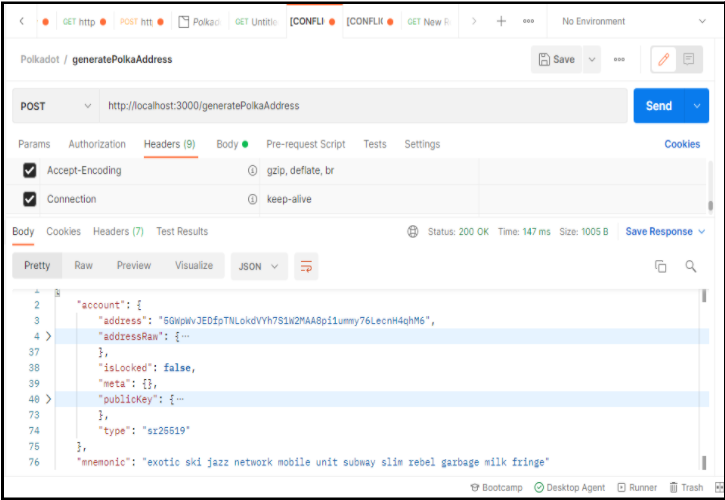 GET http POST htt Polkad GET Untitle [CONFLI [CONFLIC GET New R No Environment
Polkadot / generatePolkaAddress Save
POST http://localhost:3000/generatePolkaAddress Send
Params Authorization Headers (9) Body Pre-request Script Tests Settings Cookies
Accept-Encoding gzip, deflate, br
Connection keep-alive
Body Cookies Headers (7) Test Results Status: 200 OK Time: 147 ms Size: 1005 B Save Response
Pretty Raw Preview Visualize JSON
2 "account": {
3 "address": "5GWpWvJEDfpTNLokdVYh7S1W2MAA8pi1ummy76LecnH4qhM6",
4 "addressRaw": {…
37 },
38 "isLocked": false,
39 "meta": {},
40 "publicKey": {…
73 },
74 "type": "sr25519"
75 },
76 "mnemonic": "exotic ski jazz network mobile unit subway slim rebel garbage milk fringe"
Bootcamp Desktop Agent Runner Trash